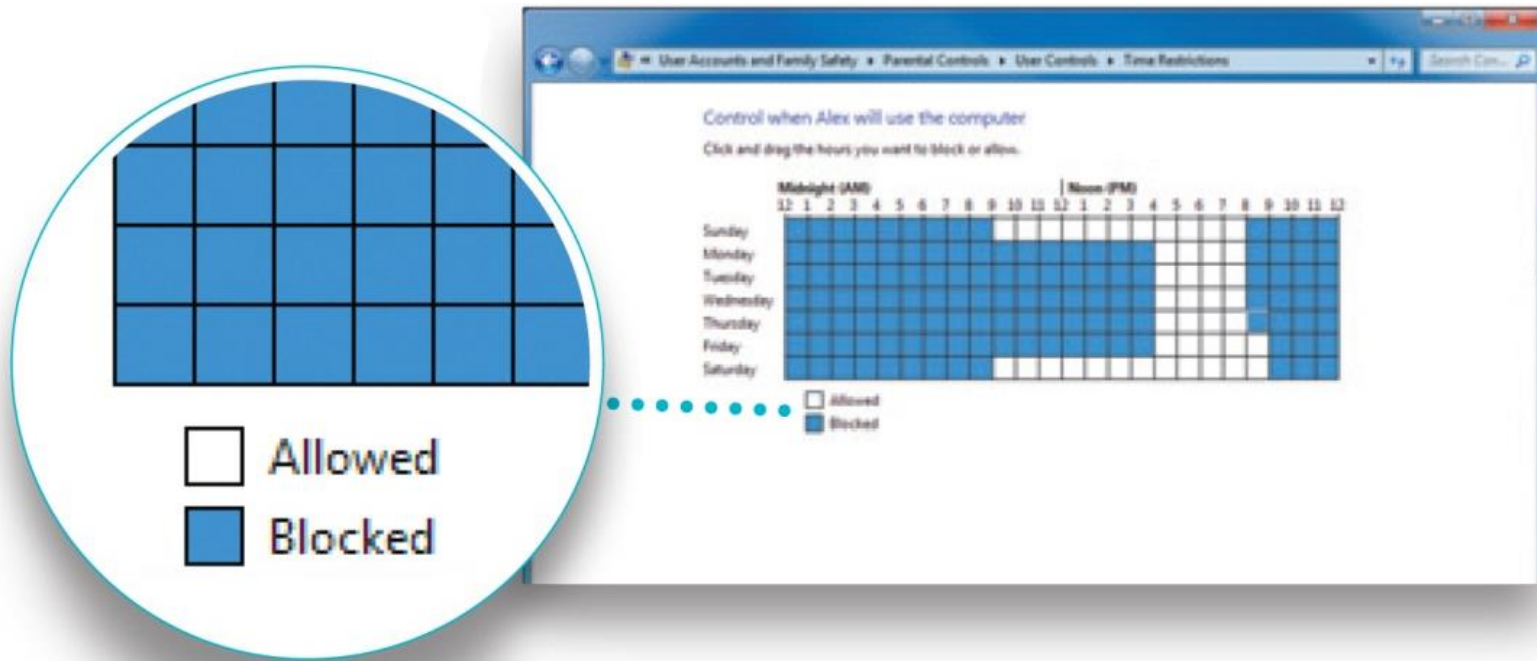 Allowed
Blocked
« User Accounts and Family Safety ▸ Parental Controls ▸ User Controls ▸ Time Restrictions
Search Con...
Control when Alex will use the computer
Click and drag the hours you want to block or allow.
Midnight (AM) Noon (PM)
12 1 2 3 4 5 6 7 8 9 10 11 12 1 2 3 4 5 6 7 8 9 10 11 12
Sunday
Monday
Tuesday
Wednesday
Thursday
Friday
Saturday
Allowed
Blocked